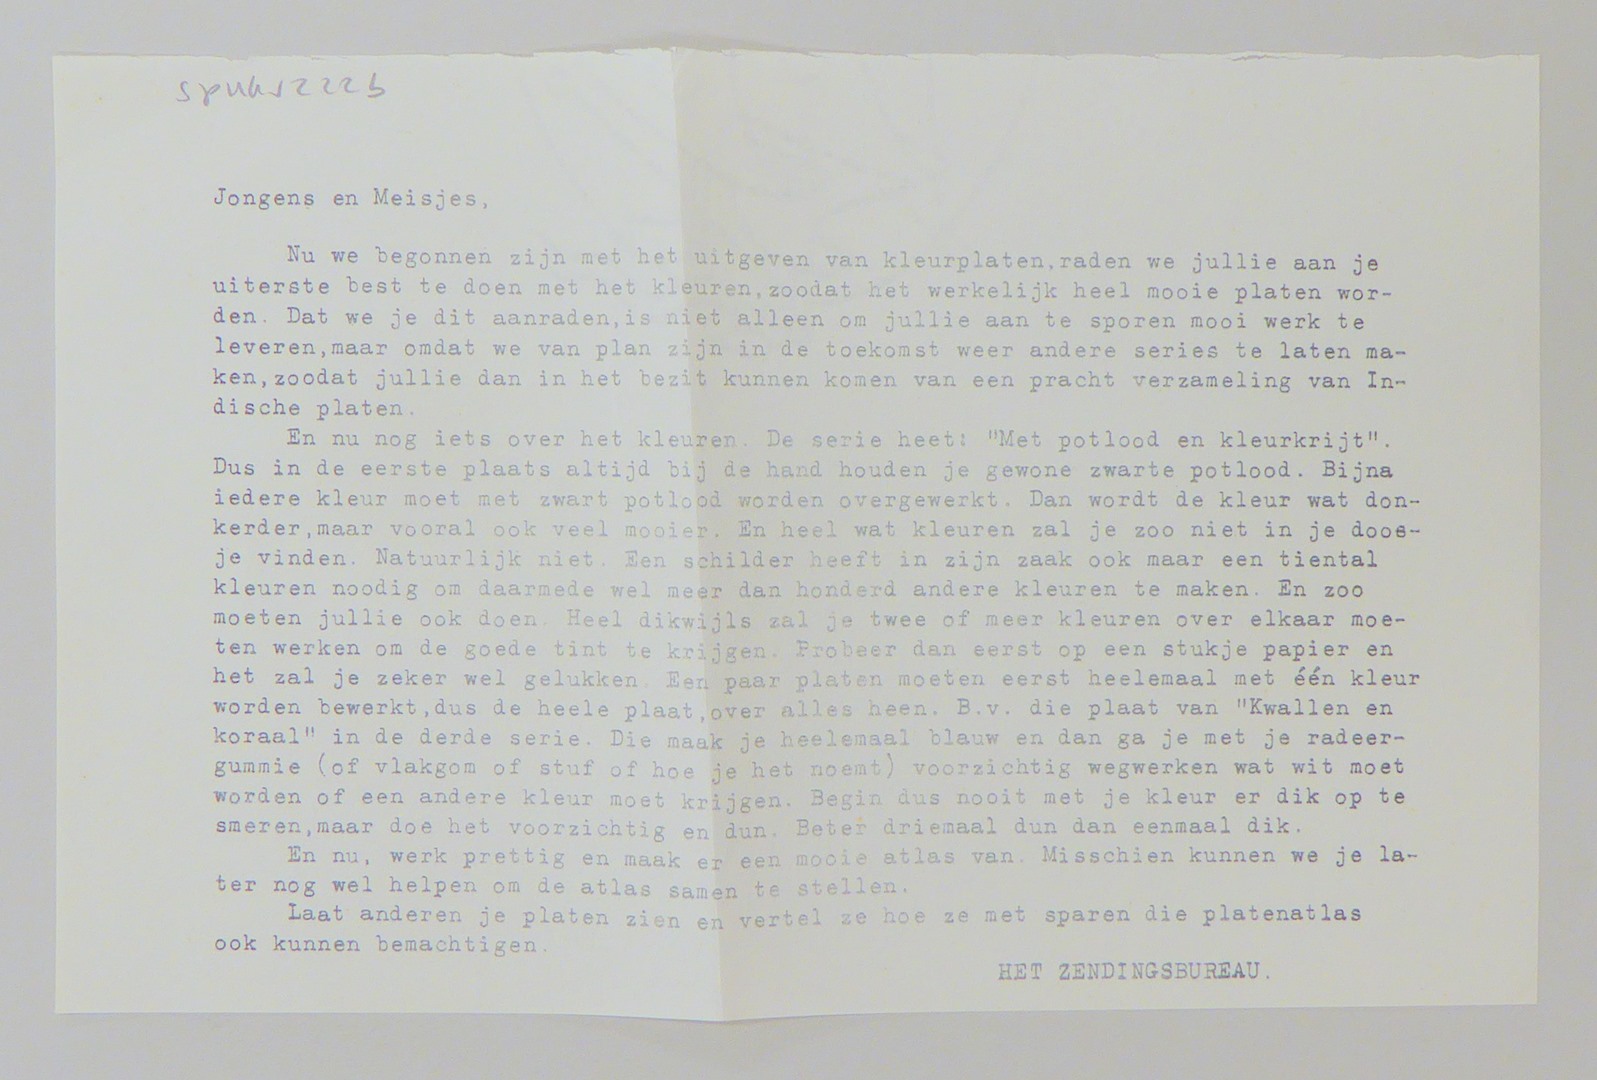 Jongens en Meisjes,
Nu we begonnen zijn met het uitgeven van kleurplaten,raden we jullie aan je
uiterste best te doen met het kleuren,zoodat het werkelijk heel mooie platen wor-
den. Dat we je dit aanraden,is niet alleen om jullie aan te sporen mooi werk te
leveren,maar omdat we van plan zijn in de toekomst weer andere series te laten ma-
ken,zoodat jullie dan in het bezit kunnen komen van een pracht verzameling van In-
dische platen.
En nu nog iets over het kleuren. De serie heet: "Met potlood en kleurkrijt".
Dus in de eerste plaats altijd bij de hand houden je gewone zwarte potlood. Bijna
iedere kleur moet met zwart potlood worden overgewerkt. Dan wordt de kleur wat don-
kerder,maar vooral ook veel mooier. En heel wat kleuren zal je zoo niet in je doos-
je vinden. Natuurlijk niet. Een schilder heeft in zijn zaak ook maar een tiental
kleuren noodig om daarmede wel meer dan honderd andere kleuren te maken. En zoo
moeten jullie ook doen. Heel dikwijls zal je twee of meer kleuren over elkaar moe-
ten werken om de goede tint te krijgen. Probeer dan eerst op een stukje papier en
het zal je zeker wel gelukken. Een paar platen moeten eerst heelemaal met één kleur
worden bewerkt,dus de heele plaat,over alles heen. B.v. die plaat van "Kwallen en
koraal" in de derde serie. Die maak je heelemaal blauw en dan ga je met je radeer-
gummie (of vlakgom of stuf of hoe je het noemt) voorzichtig wegwerken wat wit moet
worden of een andere kleur moet krijgen. Begin dus nooit met je kleur er dik op te
smeren,maar doe het voorzichtig en dun. Beter driemaal dun dan eenmaal dik.
En nu, werk prettig en maak er een mooie atlas van. Misschien kunnen we je la-
ter nog wel helpen om de atlas samen te stellen.
Laat anderen je platen zien en vertel ze hoe ze met sparen die platenatlas
ook kunnen bemachtigen.
HET ZENDINGSBUREAU.